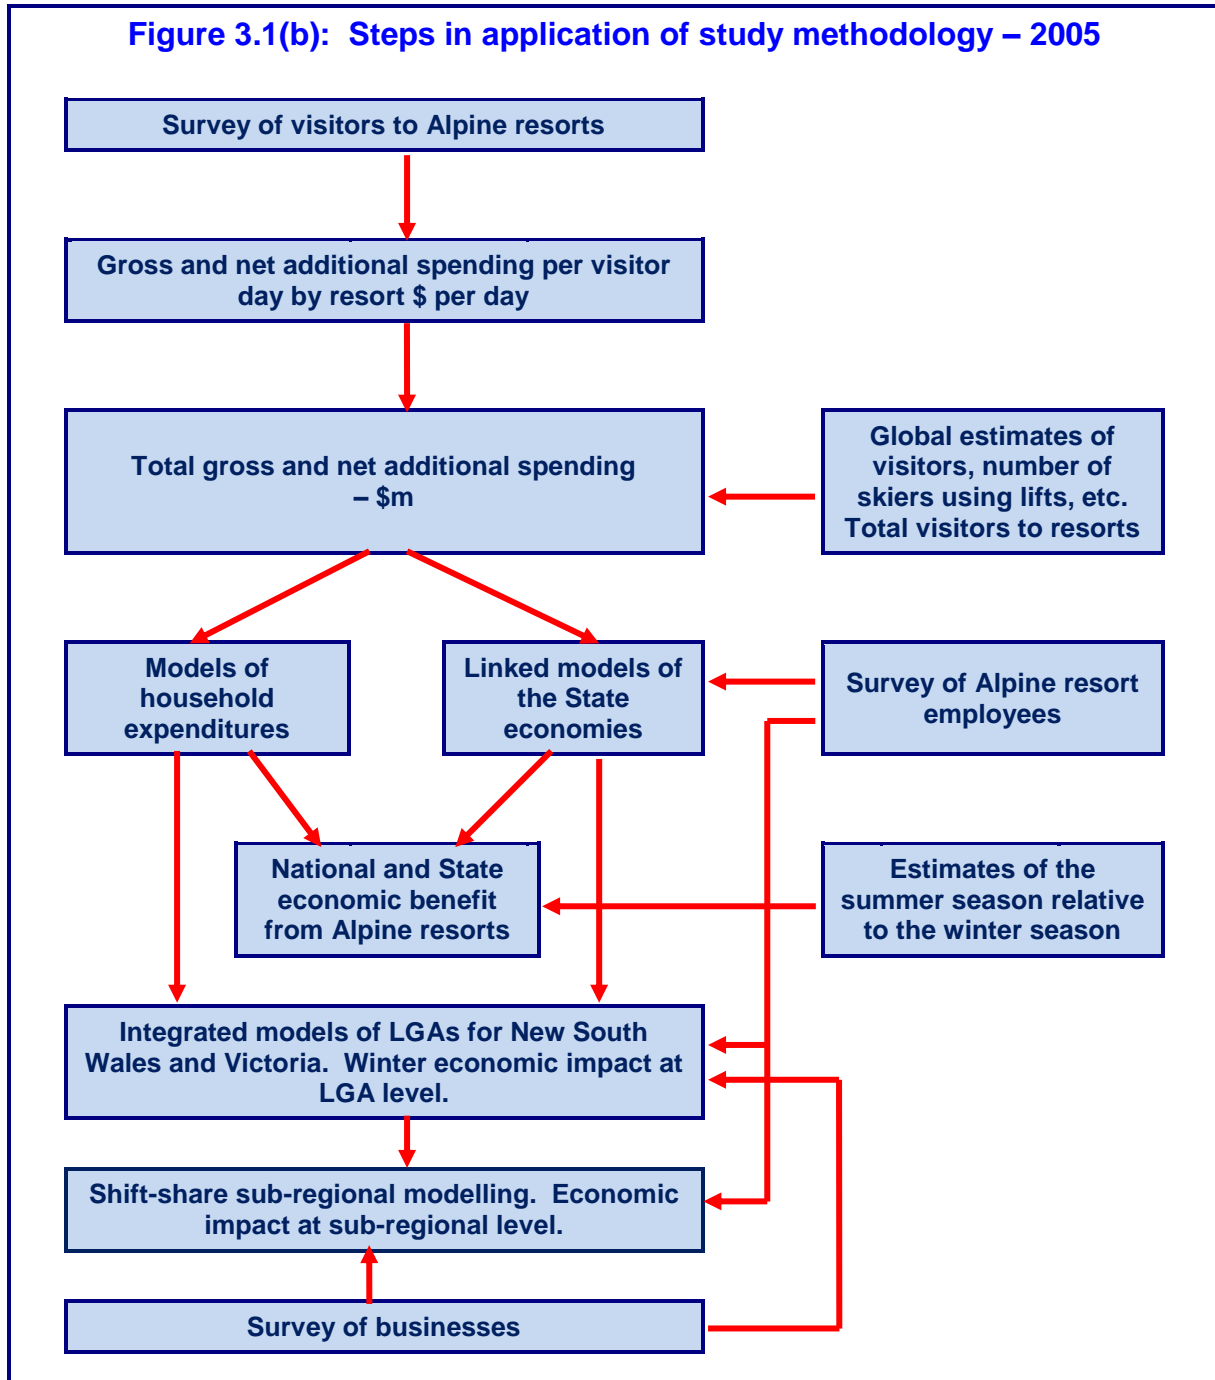 Figure 3.1(b):  Steps in application of study methodology – 2005
Survey of visitors to Alpine resorts
Gross and net additional spending per visitor
day by resort $ per day
Total gross and net additional spending
– $m
Global estimates of
visitors, number of
skiers using lifts, etc.
Total visitors to resorts
Models of
household
expenditures
Linked models of
the State
economies
Survey of Alpine resort
employees
National and State
economic benefit
from Alpine resorts
Estimates of the
summer season relative
to the winter season
Integrated models of LGAs for New South
Wales and Victoria.  Winter economic impact at
LGA level.
Shift-share sub-regional modelling.  Economic
impact at sub-regional level.
Survey of businesses